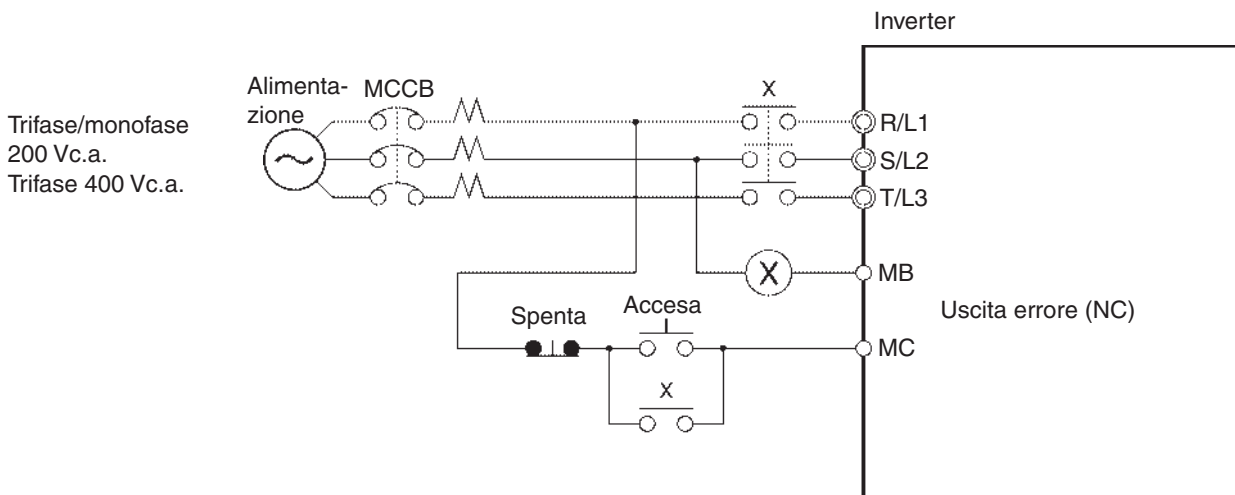 Inverter
Alimenta-
zione
MCCB
X
Trifase/monofase
200 Vc.a.
Trifase 400 Vc.a.
R/L1
S/L2
T/L3
X
MB
Uscita errore (NC)
Spenta
Accesa
MC
X